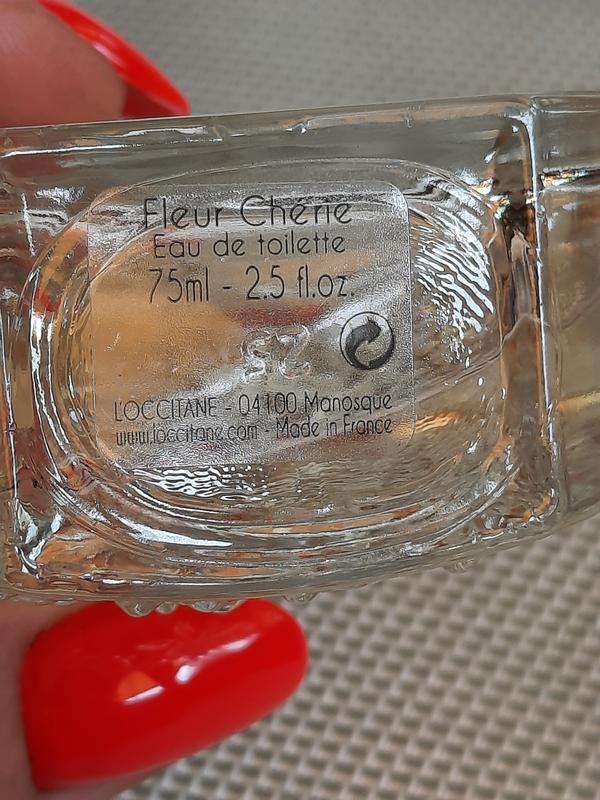 Fleur Chérie
Eau de toilette
75ml - 2.5 fl.oz.
L'OCCITANE - 04100 Manosque
www.loccitane.com - Made in France